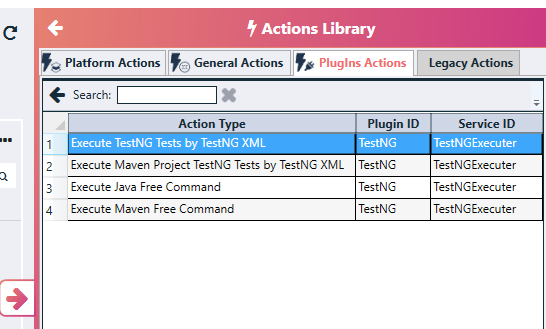 Actions Library
Platform Actions General Actions PlugIns Actions Legacy Actions
Search:
Action Type Plugin ID Service ID
1 Execute TestNG Tests by TestNG XML TestNG TestNGExecuter
2 Execute Maven Project TestNG Tests by TestNG XML TestNG TestNGExecuter
3 Execute Java Free Command TestNG TestNGExecuter
4 Execute Maven Free Command TestNG TestNGExecuter